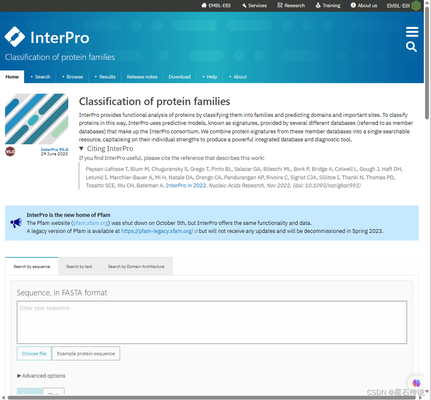 EMBL-EBI Services Research Training About us EMBL-EBI
InterPro
Classification of protein families
Home Search Browse Results Release notes Download Help About
Classification of protein families
InterPro provides functional analysis of proteins by classifying them into families and predicting domains and important sites. To classify
proteins in this way, InterPro uses predictive models, known as signatures, provided by several different databases (referred to as member
databases) that make up the InterPro consortium. We combine protein signatures from these member databases into a single searchable
resource, capitalising on their individual strengths to produce a powerful integrated database and diagnostic tool.
InterPro 95.0
29 June 2023
▼ Citing InterPro
If you find InterPro useful, please cite the reference that describes this work:
Paysan-Lafosse T, Blum M, Chuguransky S, Grego T, Pinto BL, Salazar GA, Bileschi ML, Bork P, Bridge A, Colwell L, Gough J, Haft DH,
Letunić I, Marchler-Bauer A, Mi H, Natale DA, Orengo CA, Pandurangan AP, Rivoire C, Sigrist CJA, Sillitoe I, Thanki N, Thomas PD,
Tosatto SCE, Wu CH, Bateman A. InterPro in 2022. Nucleic Acids Research, Nov 2022, (doi: 10.1093/nar/gkac993)
InterPro is the new home of Pfam
The Pfam website (pfam.xfam.org) was shut down on October 5th, but InterPro offers the same functionality and data.
A legacy version of Pfam is available at https://pfam-legacy.xfam.org/ but will not receive any updates and will be decommissioned in Spring 2023.
Search by sequence Search by text Search by Domain Architecture
Sequence, in FASTA format
Enter your sequence
Choose file Example protein sequence
▶ Advanced options
CSDN @星石传说